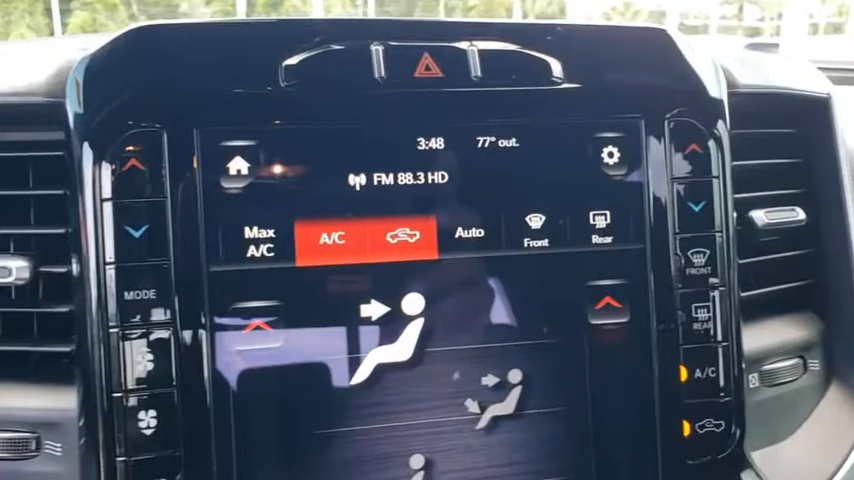 3:48
77° out.
FM 88.3 HD
Max
A/C
A/C
Auto
Front
Rear
MODE
FRONT
REAR
A/C